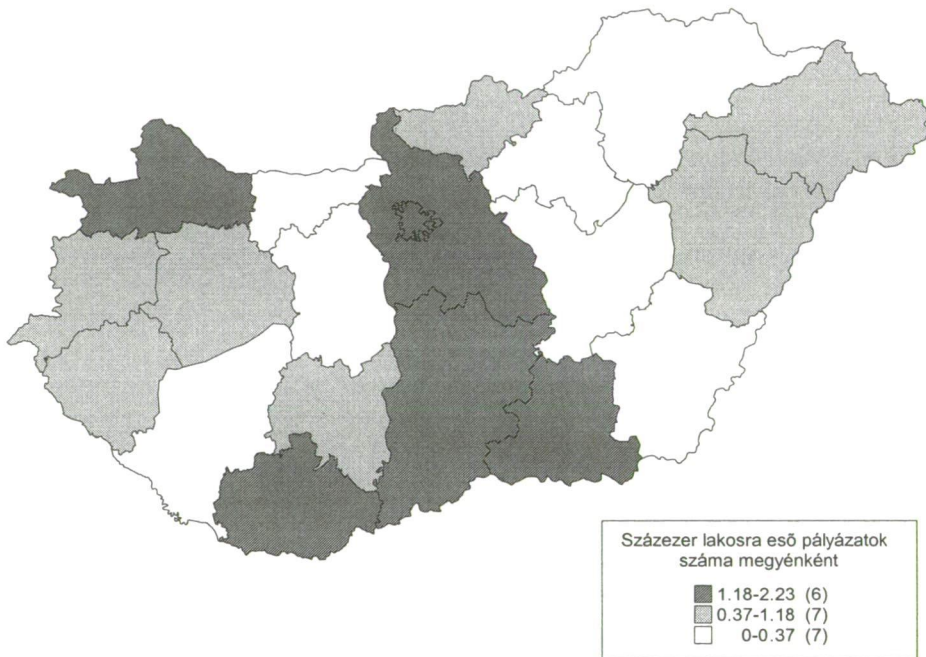 Százezer lakosra eső pályázatok
száma megyénként
1.18-2.23 (6)
0.37-1.18 (7)
0-0.37 (7)